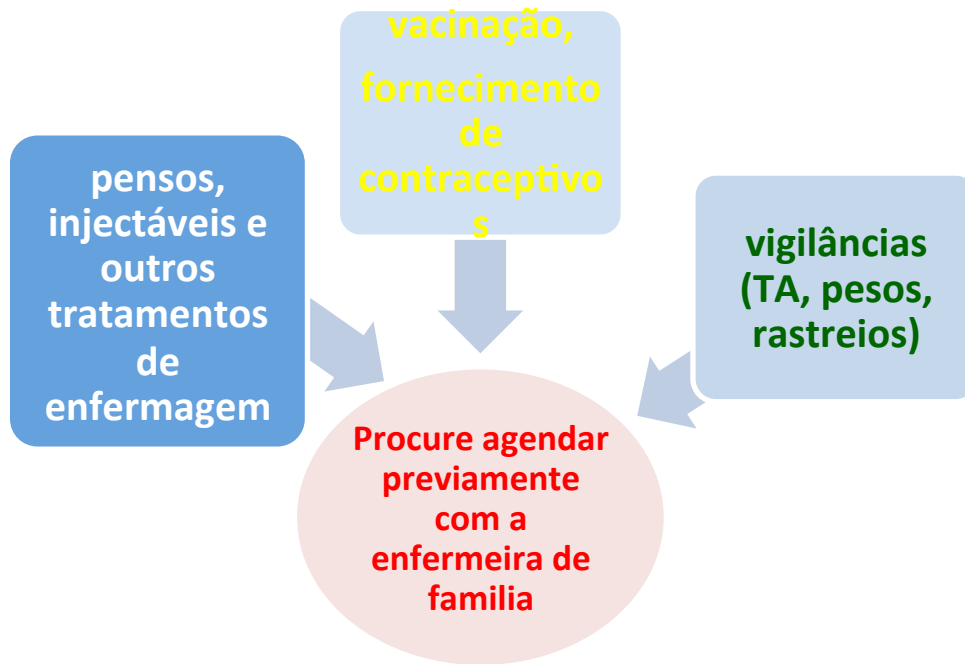 vacinação,
fornecimento
de
contraceptivo
s
pensos,
injectáveis e
outros
tratamentos
de
enfermagem
vigilâncias
(TA, pesos,
rastreios)
Procure agendar
previamente
com a
enfermeira de
familia